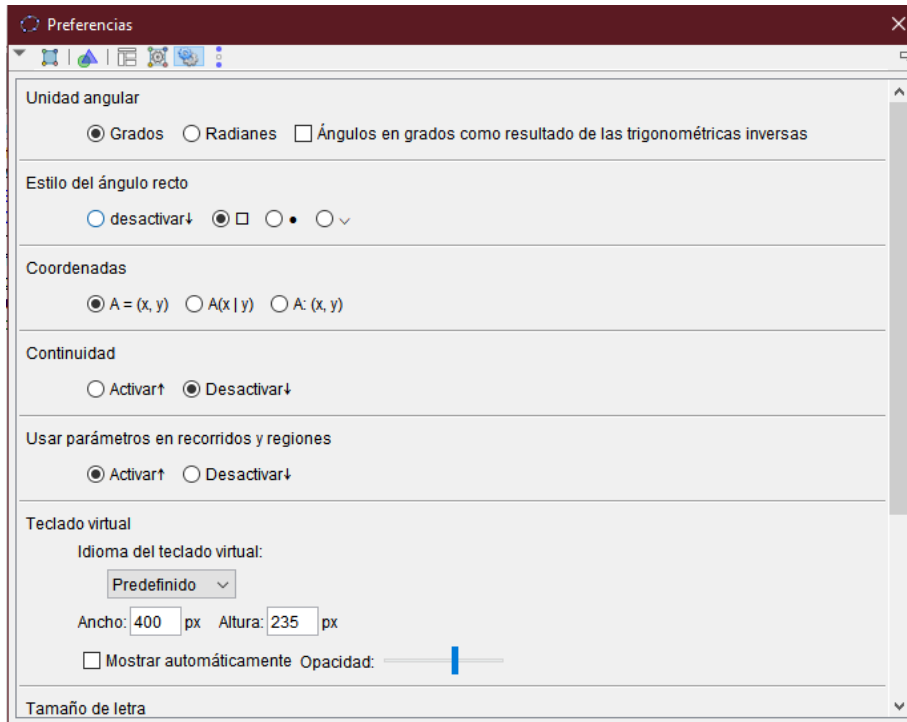 Preferencias
Unidad angular
Grados Radianes Ángulos en grados como resultado de las trigonométricas inversas
Estilo del ángulo recto
desactivar↓ □ ●
Coordenadas
A = (x, y) A(x | y) A: (x, y)
Continuidad
Activar↑ Desactivar↓
Usar parámetros en recorridos y regiones
Activar↑ Desactivar↓
Teclado virtual
Idioma del teclado virtual:
Predefinido
Ancho: 400 px Altura: 235 px
Mostrar automáticamente Opacidad:
Tamaño de letra